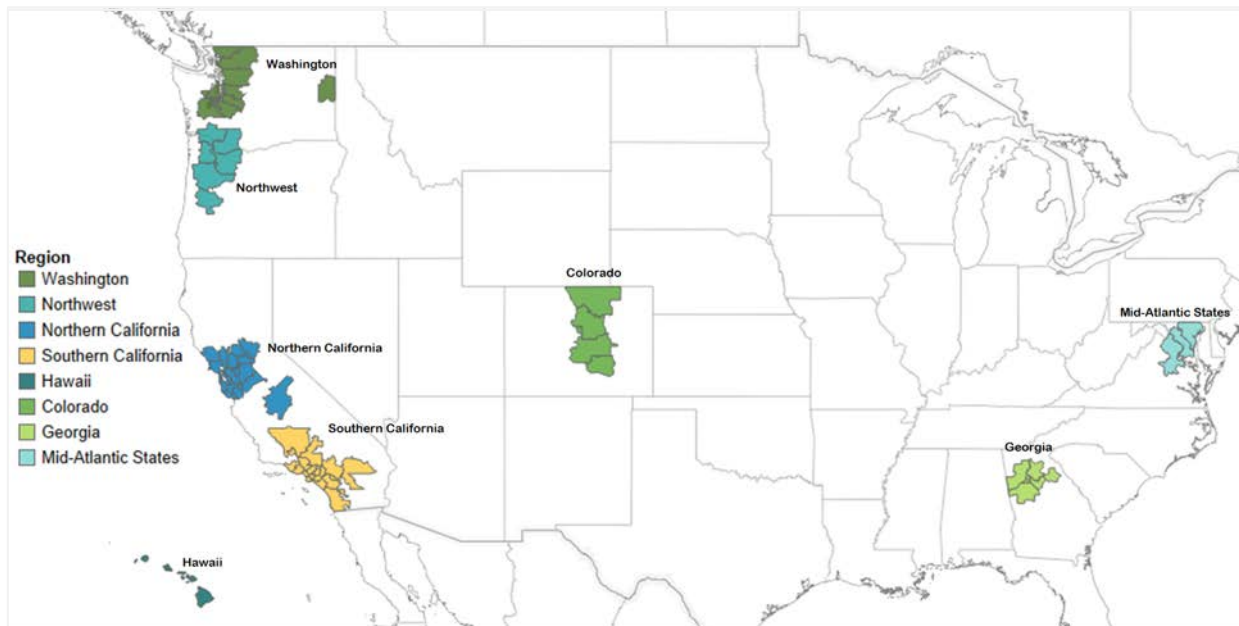 Washington
Northwest
Colorado
Region
Washington
Northwest
Northern California
Southern California
Hawaii
Colorado
Georgia
Mid-Atlantic States
Northern California
Southern California
Mid-Atlantic States
Georgia
Hawaii